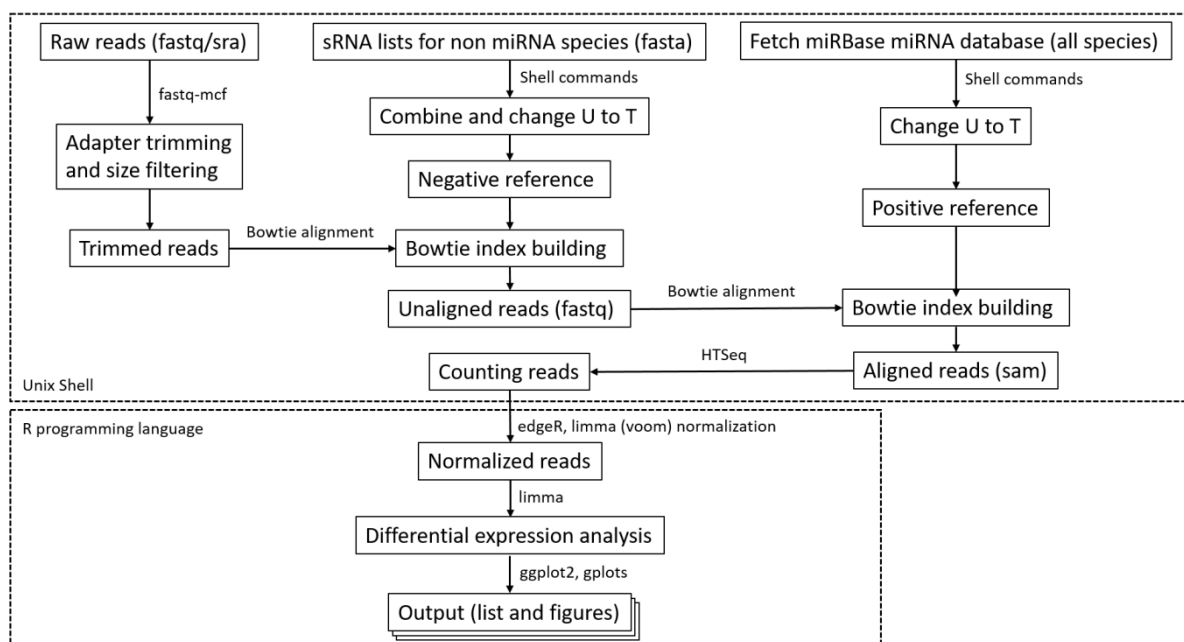 Raw reads (fastq/sra)
sRNA lists for non miRNA species (fasta)
Fetch miRBase miRNA database (all species)
fastq-mcf
Shell commands
Shell commands
Combine and change U to T
Change U to T
Adapter trimming
and size filtering
Negative reference
Positive reference
Trimmed reads
Bowtie alignment
Bowtie index building
Unaligned reads (fastq)
Bowtie alignment
Bowtie index building
HTSeq
Counting reads
Aligned reads (sam)
Unix Shell
R programming language
edgeR, limma (voom) normalization
Normalized reads
limma
Differential expression analysis
ggplot2, gplots
Output (list and figures)